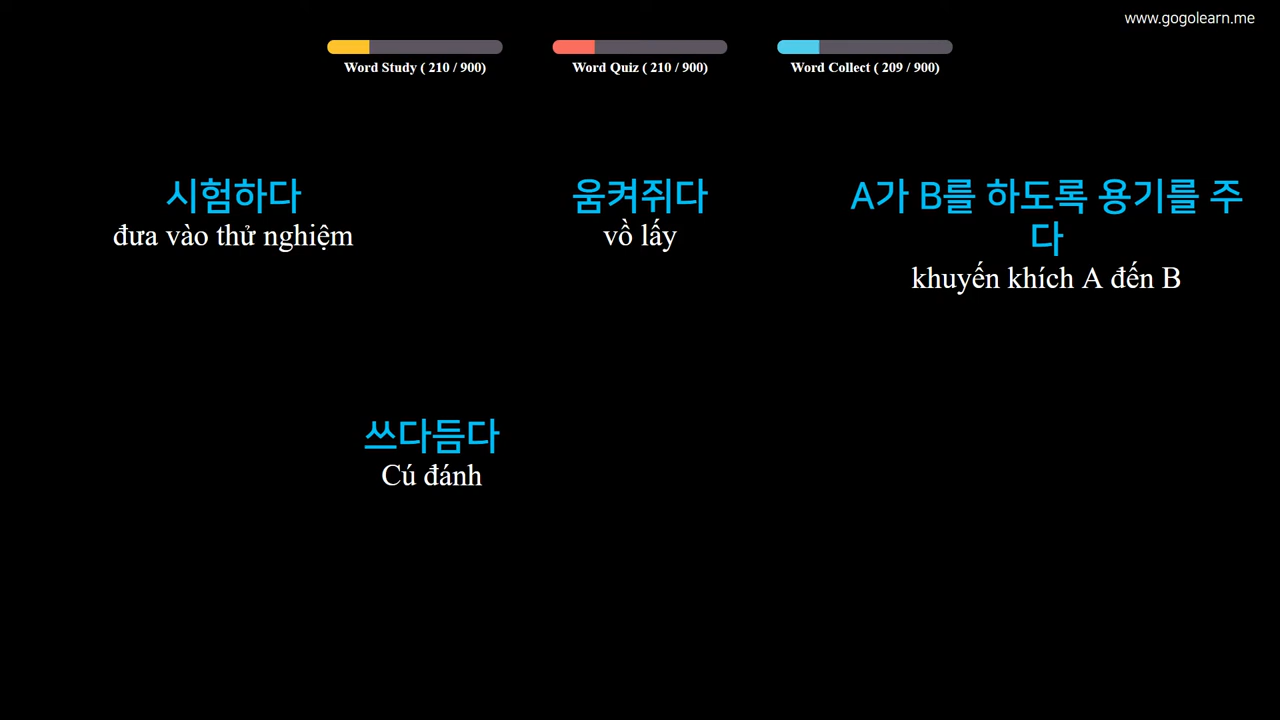 www.gogolearn.me
Word Study ( 210 / 900)
Word Quiz ( 210 / 900)
Word Collect ( 209 / 900)
시험하다
đưa vào thử nghiệm
움켜쥐다
vồ lấy
A가 B를 하도록 용기를 주
다
khuyến khích A đến B
쓰다듬다
Cú đánh